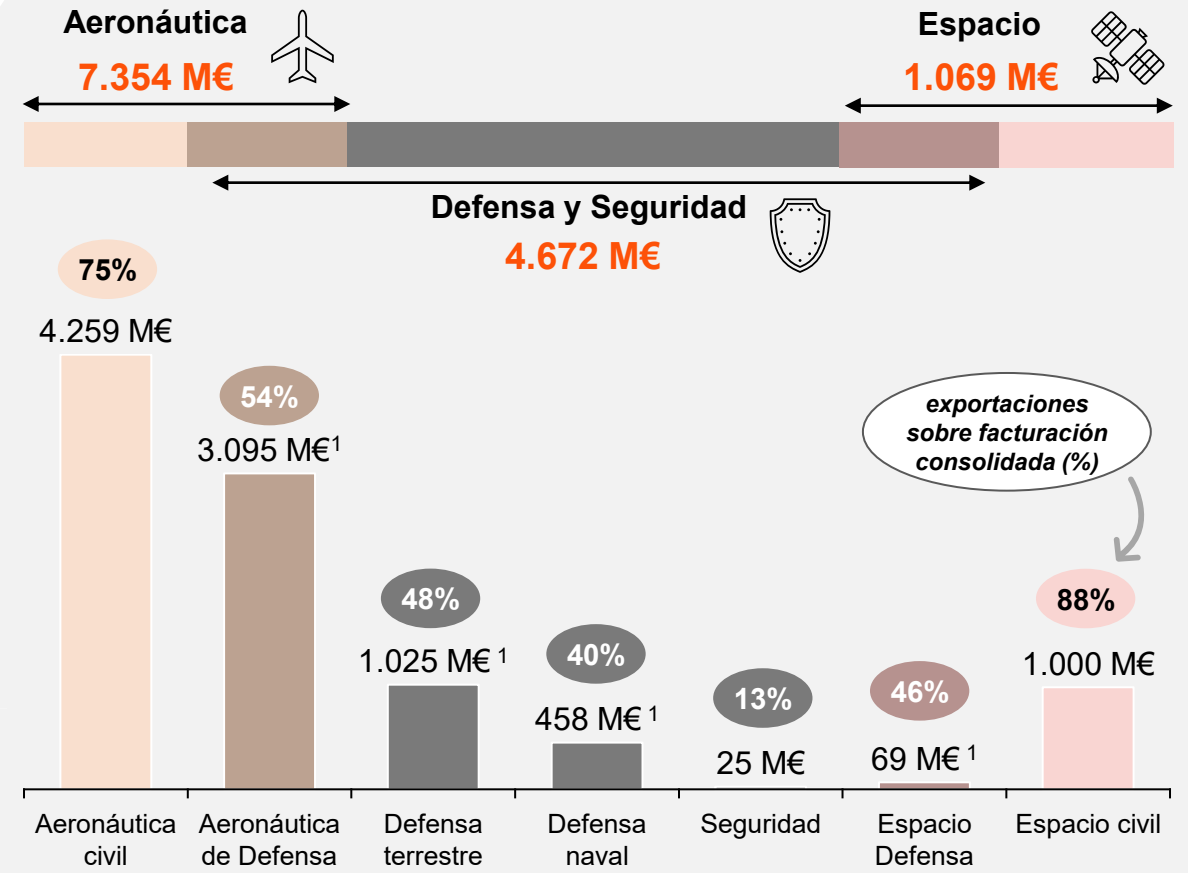 Aeronáutica
7.354 M€
Espacio
1.069 M€
Defensa y Seguridad
4.672 M€
75%
4.259 M€
54%
3.095 M€¹
exportaciones
sobre facturación
consolidada (%)
48%
1.025 M€ ¹
40%
458 M€ ¹
13%
25 M€
46%
69 M€ ¹
88%
1.000 M€
Aeronáutica
civil
Aeronáutica
de Defensa
Defensa
terrestre
Defensa
naval
Seguridad
Espacio
Defensa
Espacio civil